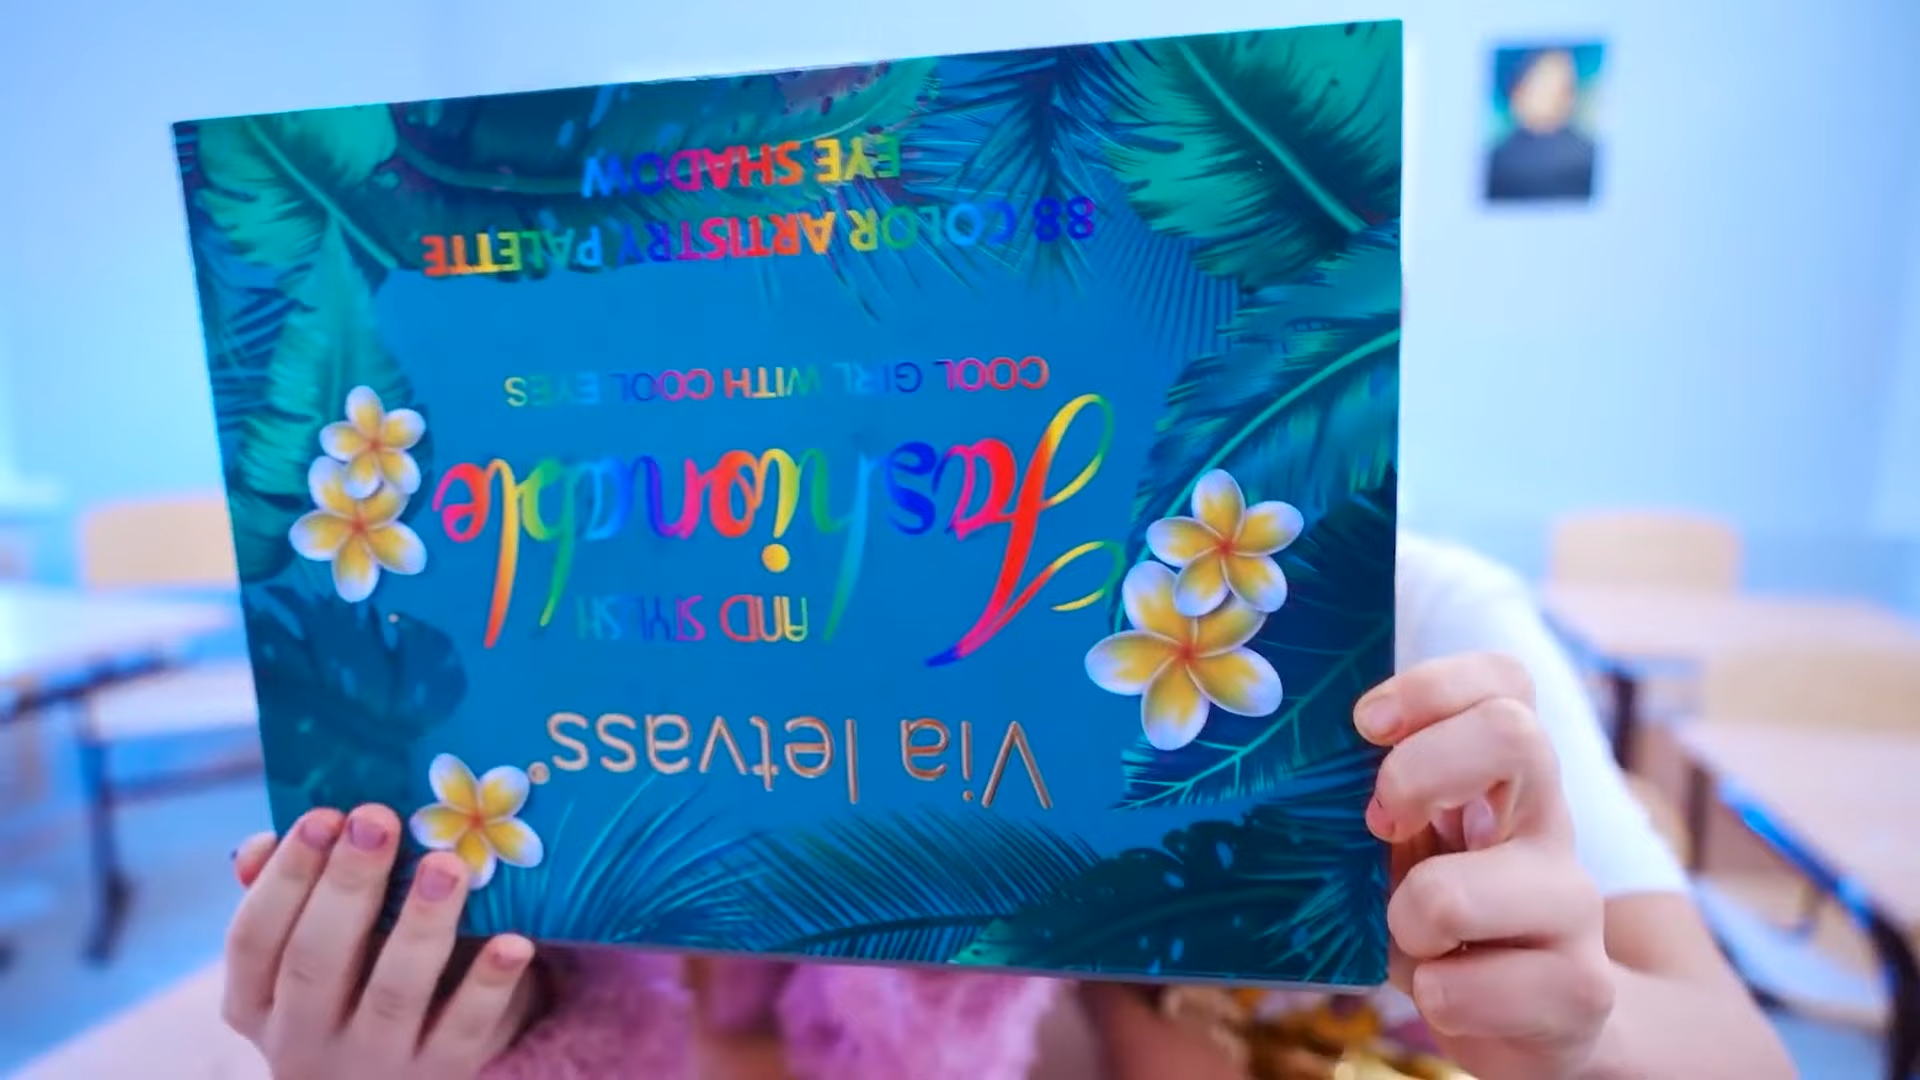 Via letvass®
AND STYLISH
Fashionable
COOL GIRL WITH COOL EYES
88 COLOR ARTISTRY PALETTE
EYE SHADOW